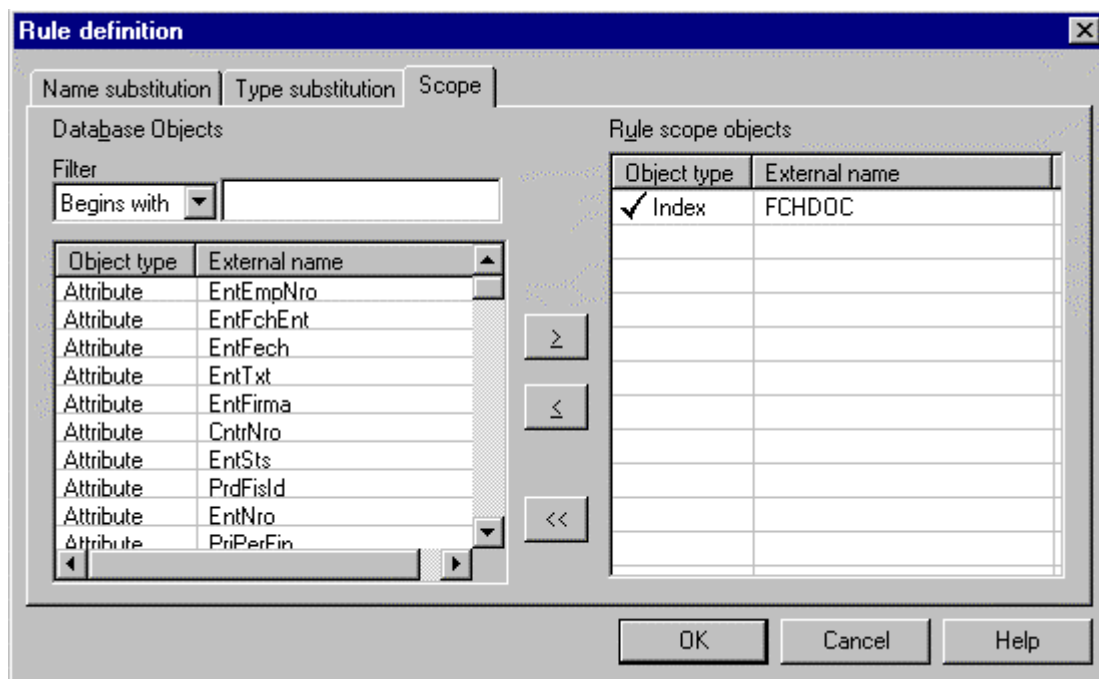 Rule definition
Name substitution
Type substitution
Scope
Database Objects
Filter
Begins with
Object type External name
Attribute EntEmpNro
Attribute EntFchEnt
Attribute EntFech
Attribute EntTxt
Attribute EntFirma
Attribute CntrNro
Attribute EntSts
Attribute PrdFisId
Attribute EntNro
Attribute PriPerFin
>
<
<<
Rule scope objects
Object type External name
Index FCHDOC
OK
Cancel
Help